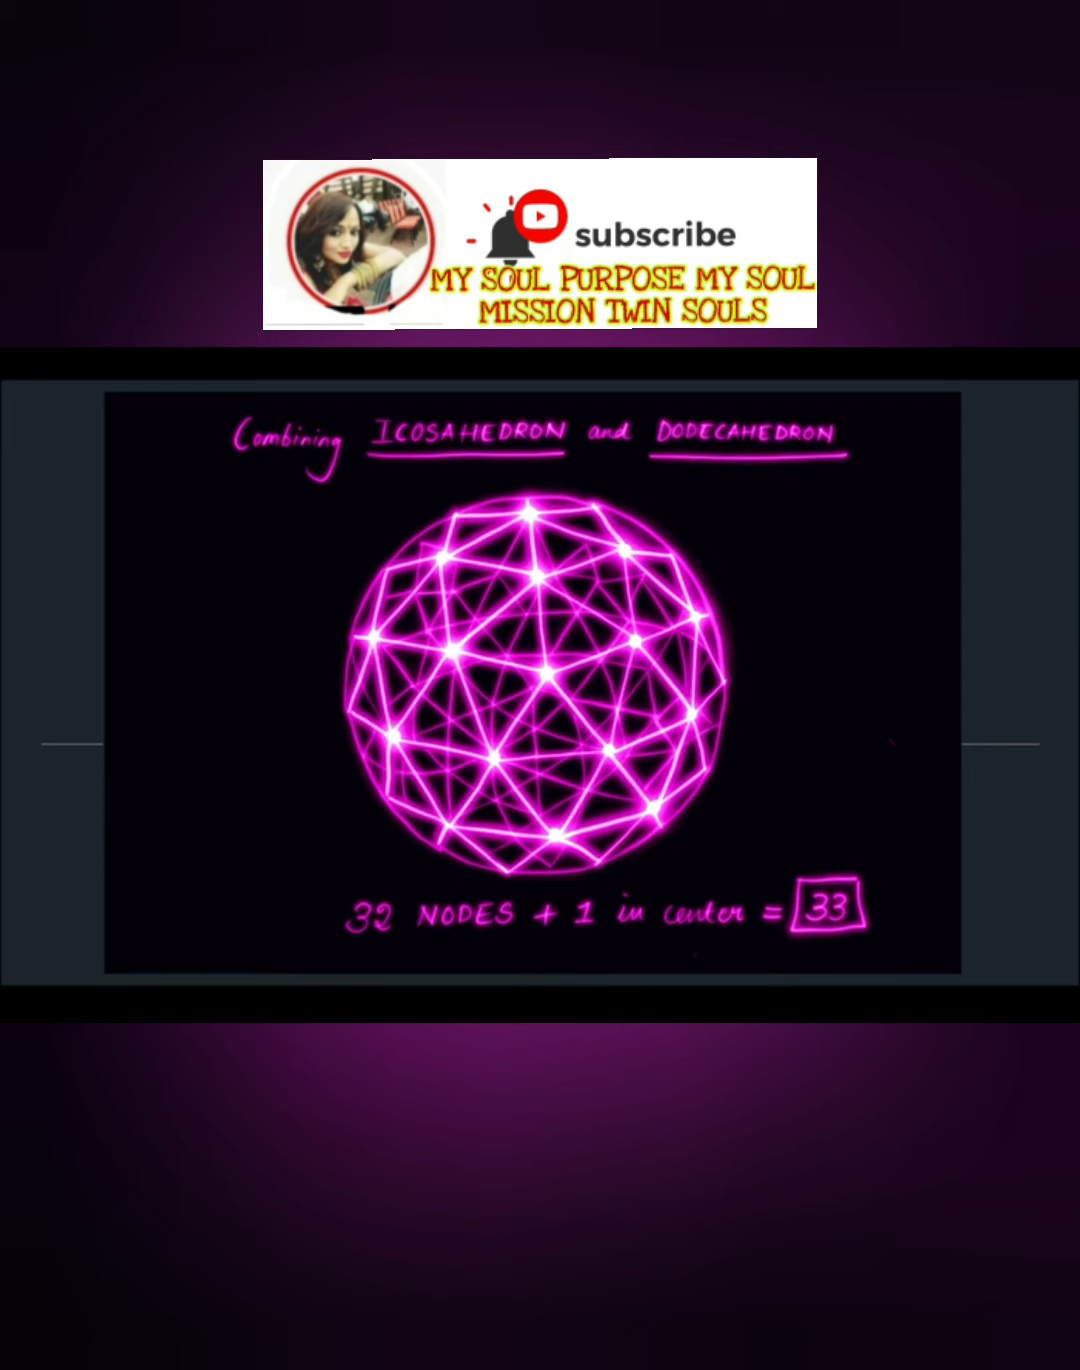 subscribe
MY SOUL PURPOSE MY SOUL
MISSION TWIN SOULS
Combining ICOSAHEDRON and DODECAHEDRON
32 NODES + 1 in center = 33